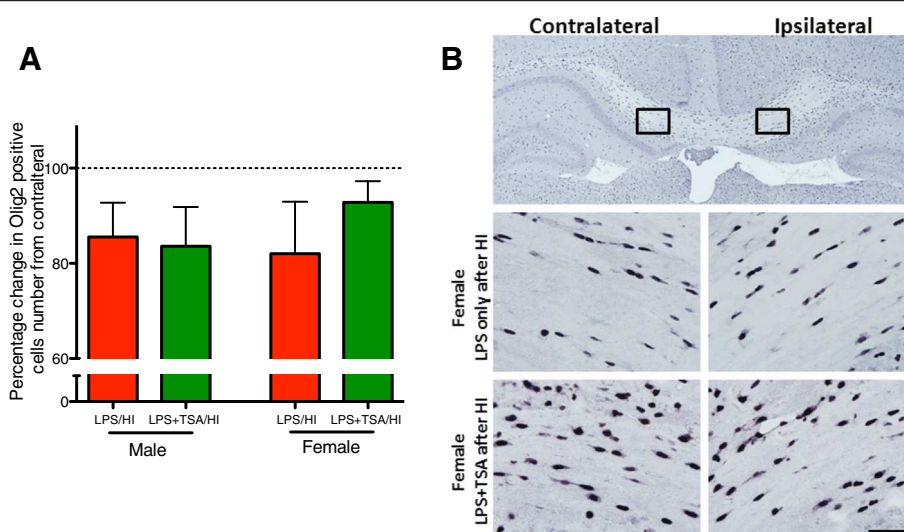 A
Percentage change in Olig2 positive
cells number from contralteral
100
80
60
0
LPS/HI LPS+TSA/HI LPS/HI LPS+TSA/HI
Male Female
B
Contralateral Ipsilateral
Female
LPS only after HI
Female
LPS+TSA after HI